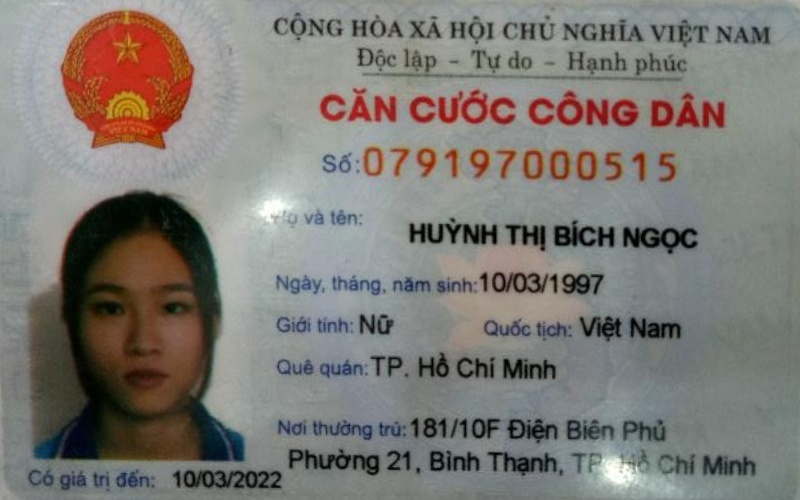 CỘNG HÒA XÃ HỘI CHỦ NGHĨA VIỆT NAM
Độc lập - Tự do - Hạnh phúc
CĂN CƯỚC CÔNG DÂN
Số: 079197000515
và tên:
HUỲNH THỊ BÍCH NGỌC
Ngày, tháng, năm sinh: 10/03/1997
Giới tính: Nữ Quốc tịch: Việt Nam
Quê quán: TP. Hồ Chí Minh
Nơi thường trú: 181/10F Điện Biên Phủ
Phường 21, Bình Thạnh, TP. Hồ Chí Minh
Có giá trị đến: 10/03/2022
VIỆT NAM